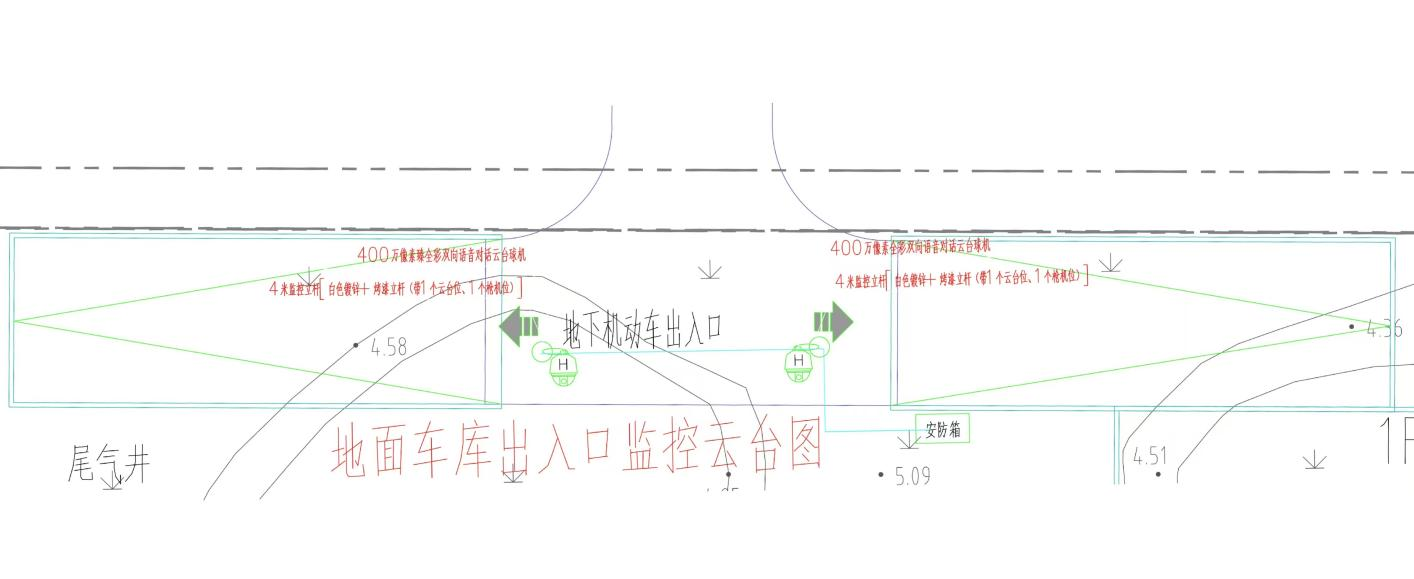 400万像素臻全彩双向语音对话云台球机
4米监控立杆[ 白色镀锌+ 烤漆立杆（带1个云台位、1个枪机位）]
400万像素全彩双向语音对话云台球机
4米监控立杆[ 白色镀锌+ 烤漆立杆（带1个云台位、1个枪机位）]
地下机动车出入口
4.58
4.36
H
H
安防箱
地面车库出入口监控云台图
尾气井
1F
4.51
5.09